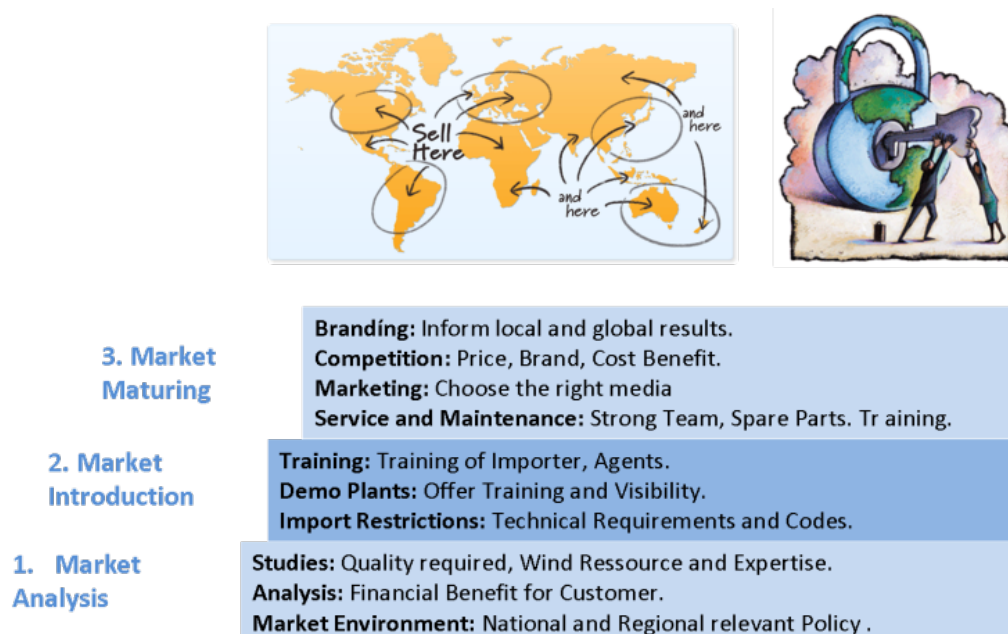 Sell
Here
and
here
and
here
3. Market
Maturing
Branding: Inform local and global results.
Competition: Price, Brand, Cost Benefit.
Marketing: Choose the right media
Service and Maintenance: Strong Team, Spare Parts. Tr aining.
2. Market
Introduction
Training: Training of Importer, Agents.
Demo Plants: Offer Training and Visibility.
Import Restrictions: Technical Requirements and Codes.
1. Market
Analysis
Studies: Quality required, Wind Ressource and Expertise.
Analysis: Financial Benefit for Customer.
Market Environment: National and Regional relevant Policy .